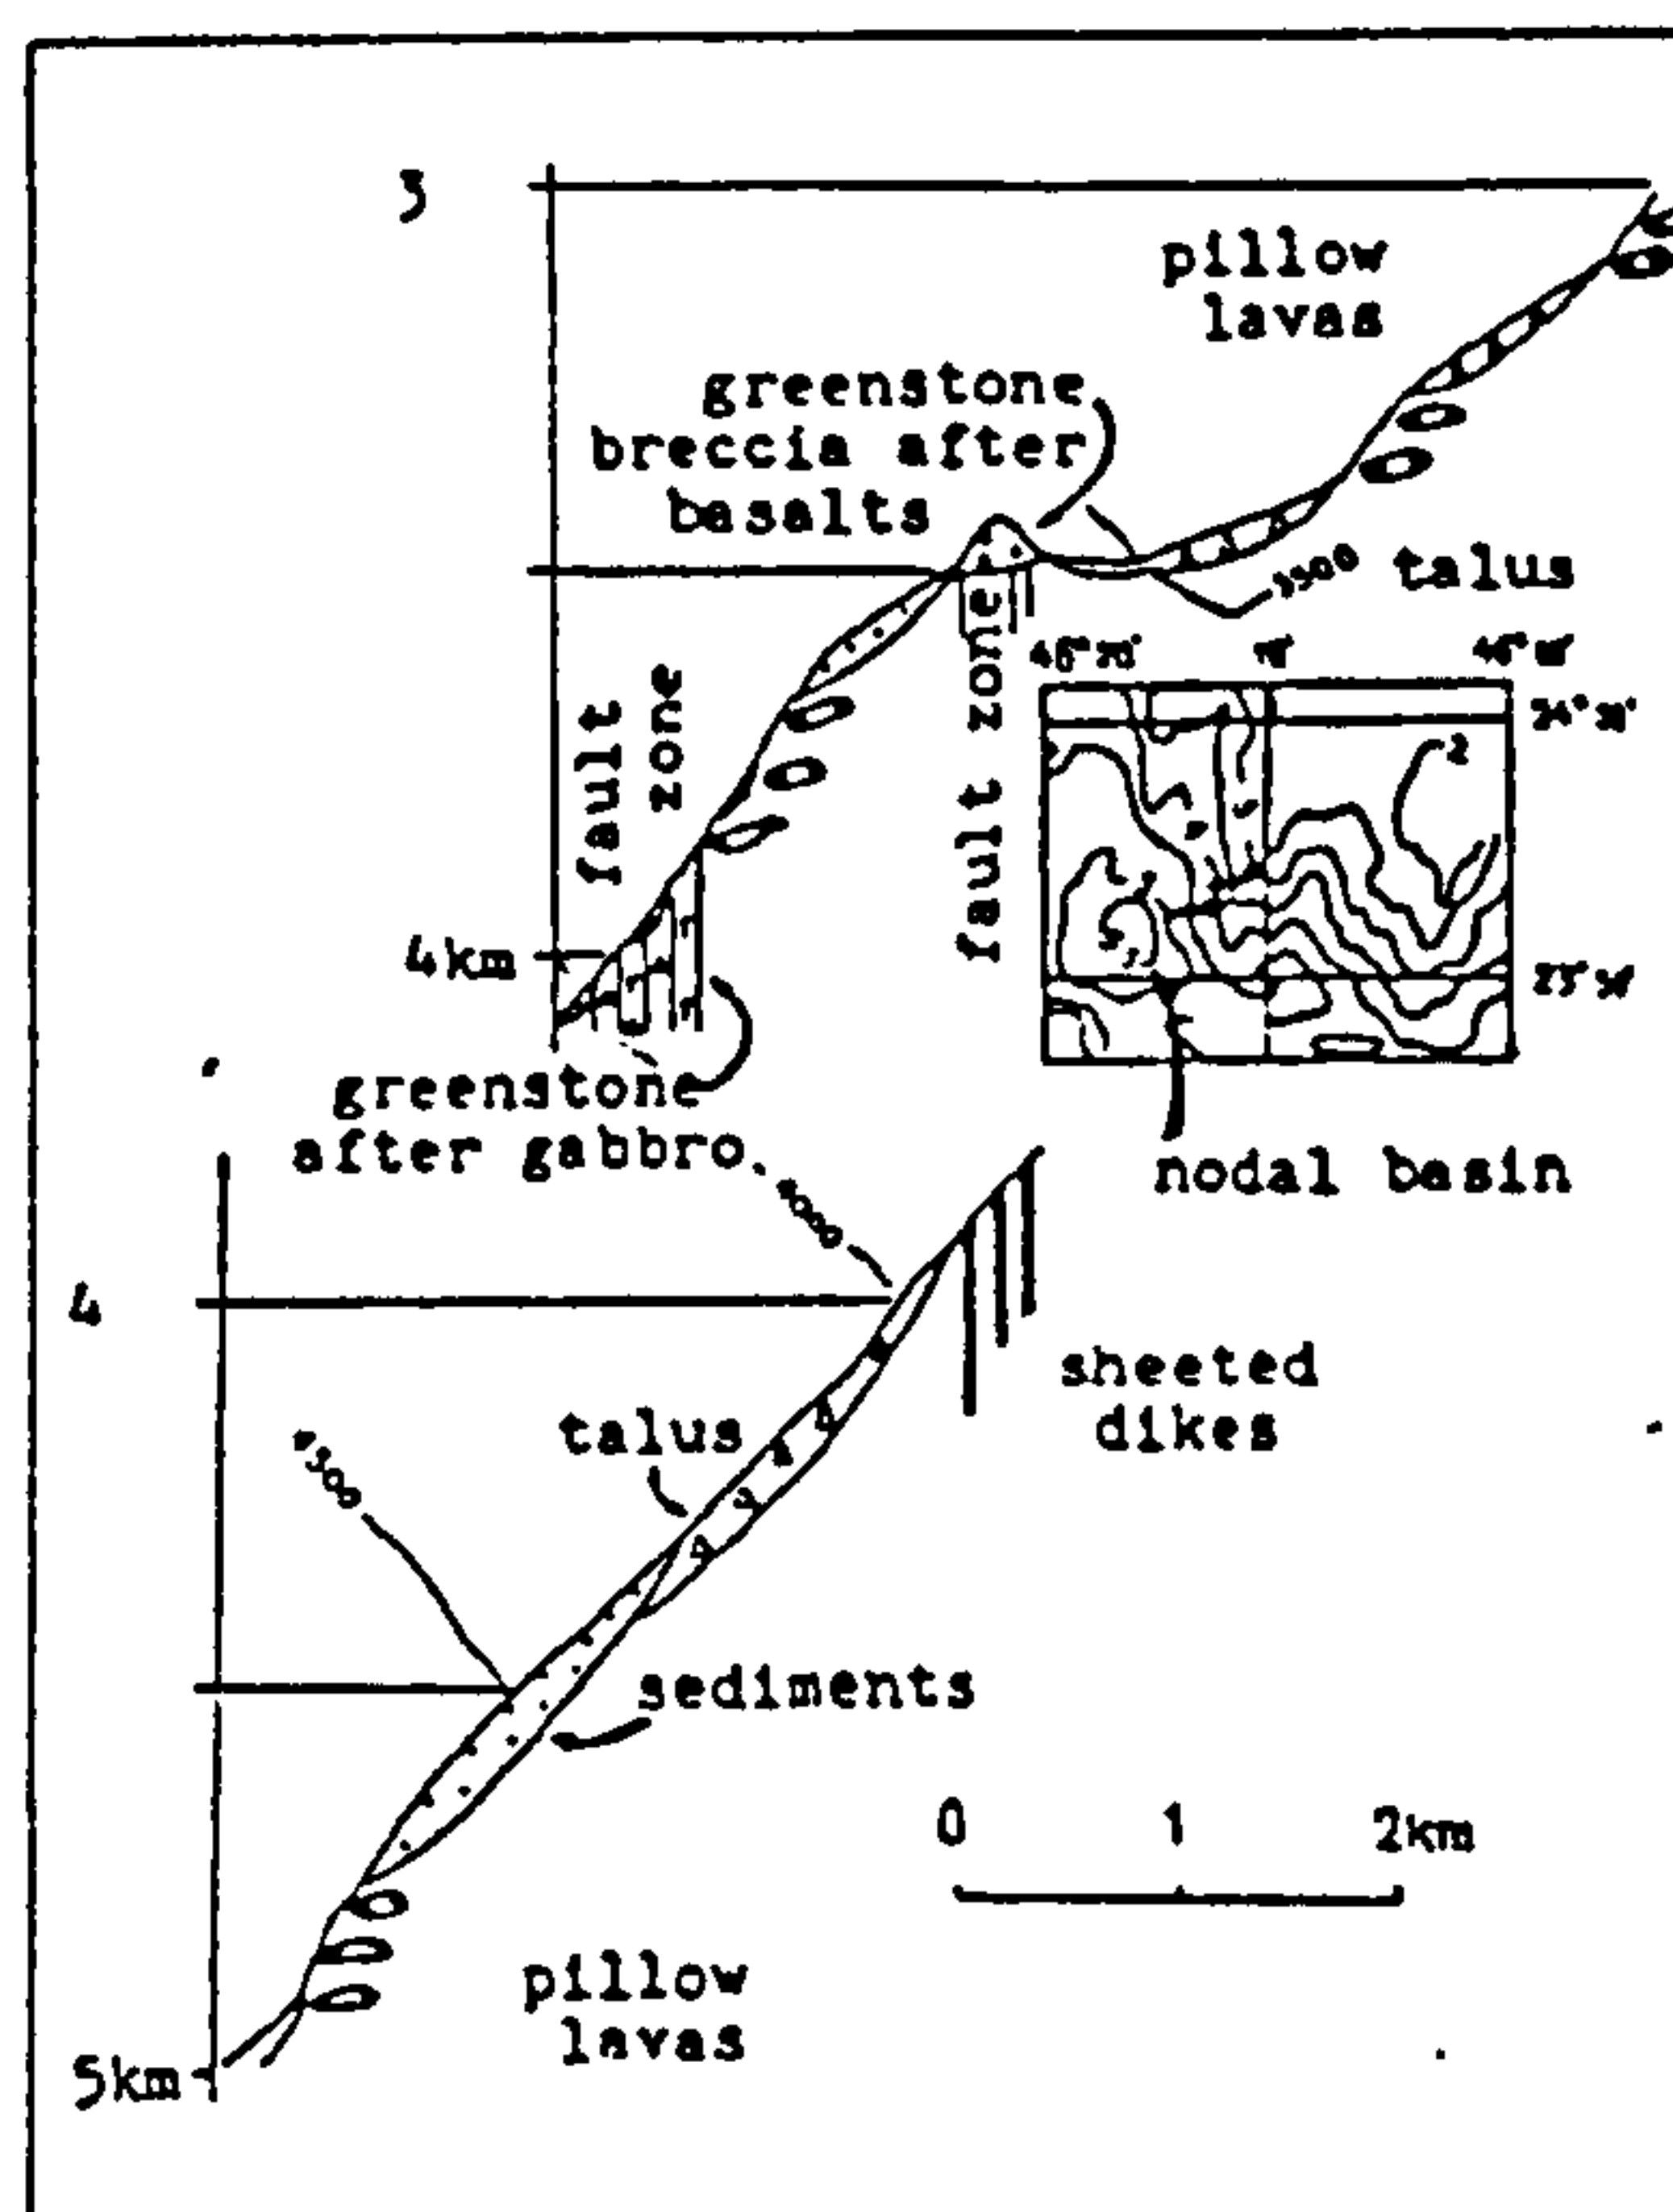 3
pillow
lavas
greenstone
breccia after
basalts
talus
fault
zone
fault zone
4km
greenstone
after gabbro.
nodal basin
4
sheeted
dikes
talus
sediments
0 1 2km
pillow
lavas
5km